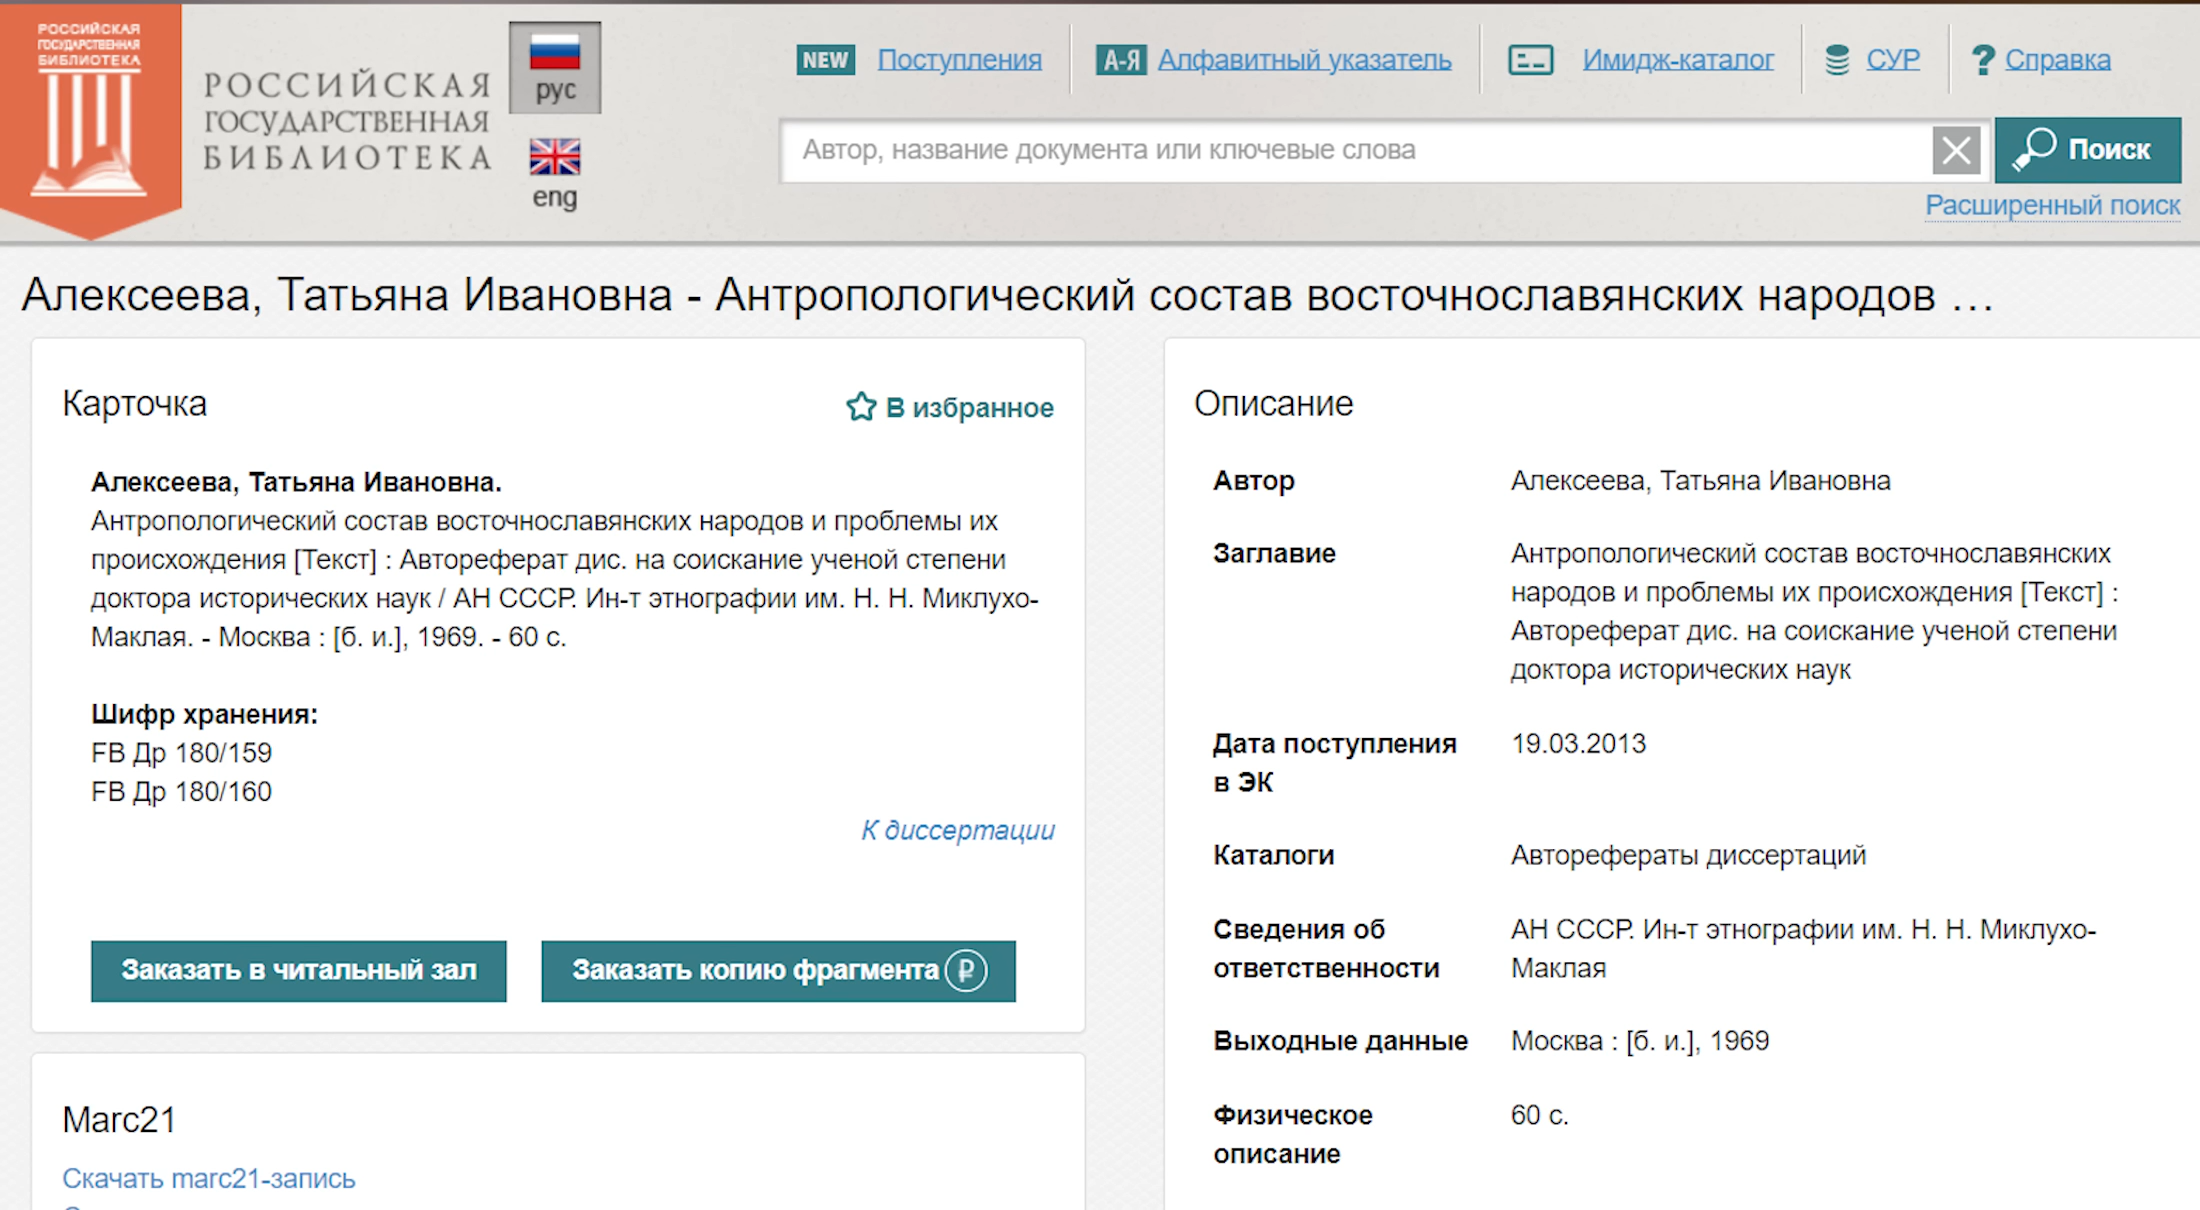 РОССИЙСКАЯ
ГОСУДАРСТВЕННАЯ
БИБЛИОТЕКА
РОССИЙСКАЯ
ГОСУДАРСТВЕННАЯ
БИБЛИОТЕКА
рус
eng
NEW Поступления
А-Я Алфавитный указатель
Имидж-каталог
СУР
? Справка
Автор, название документа или ключевые слова
Поиск
Расширенный поиск
Алексеева, Татьяна Ивановна - Антропологический состав восточнославянских народов …
Карточка
В избранное
Алексеева, Татьяна Ивановна.
Антропологический состав восточнославянских народов и проблемы их
происхождения [Текст] : Автореферат дис. на соискание ученой степени
доктора исторических наук / АН СССР. Ин-т этнографии им. Н. Н. Миклухо-
Маклая. - Москва : [б. и.], 1969. - 60 с.
Шифр хранения:
FB Др 180/159
FB Др 180/160
К диссертации
Заказать в читальный зал
Заказать копию фрагмента ₽
Marc21
Скачать marc21-запись
Описание
Автор Алексеева, Татьяна Ивановна
Заглавие Антропологический состав восточнославянских
народов и проблемы их происхождения [Текст] :
Автореферат дис. на соискание ученой степени
доктора исторических наук
Дата поступления 19.03.2013
в ЭК
Каталоги Авторефераты диссертаций
Сведения об АН СССР. Ин-т этнографии им. Н. Н. Миклухо-
ответственности Маклая
Выходные данные Москва : [б. и.], 1969
Физическое 60 с.
описание